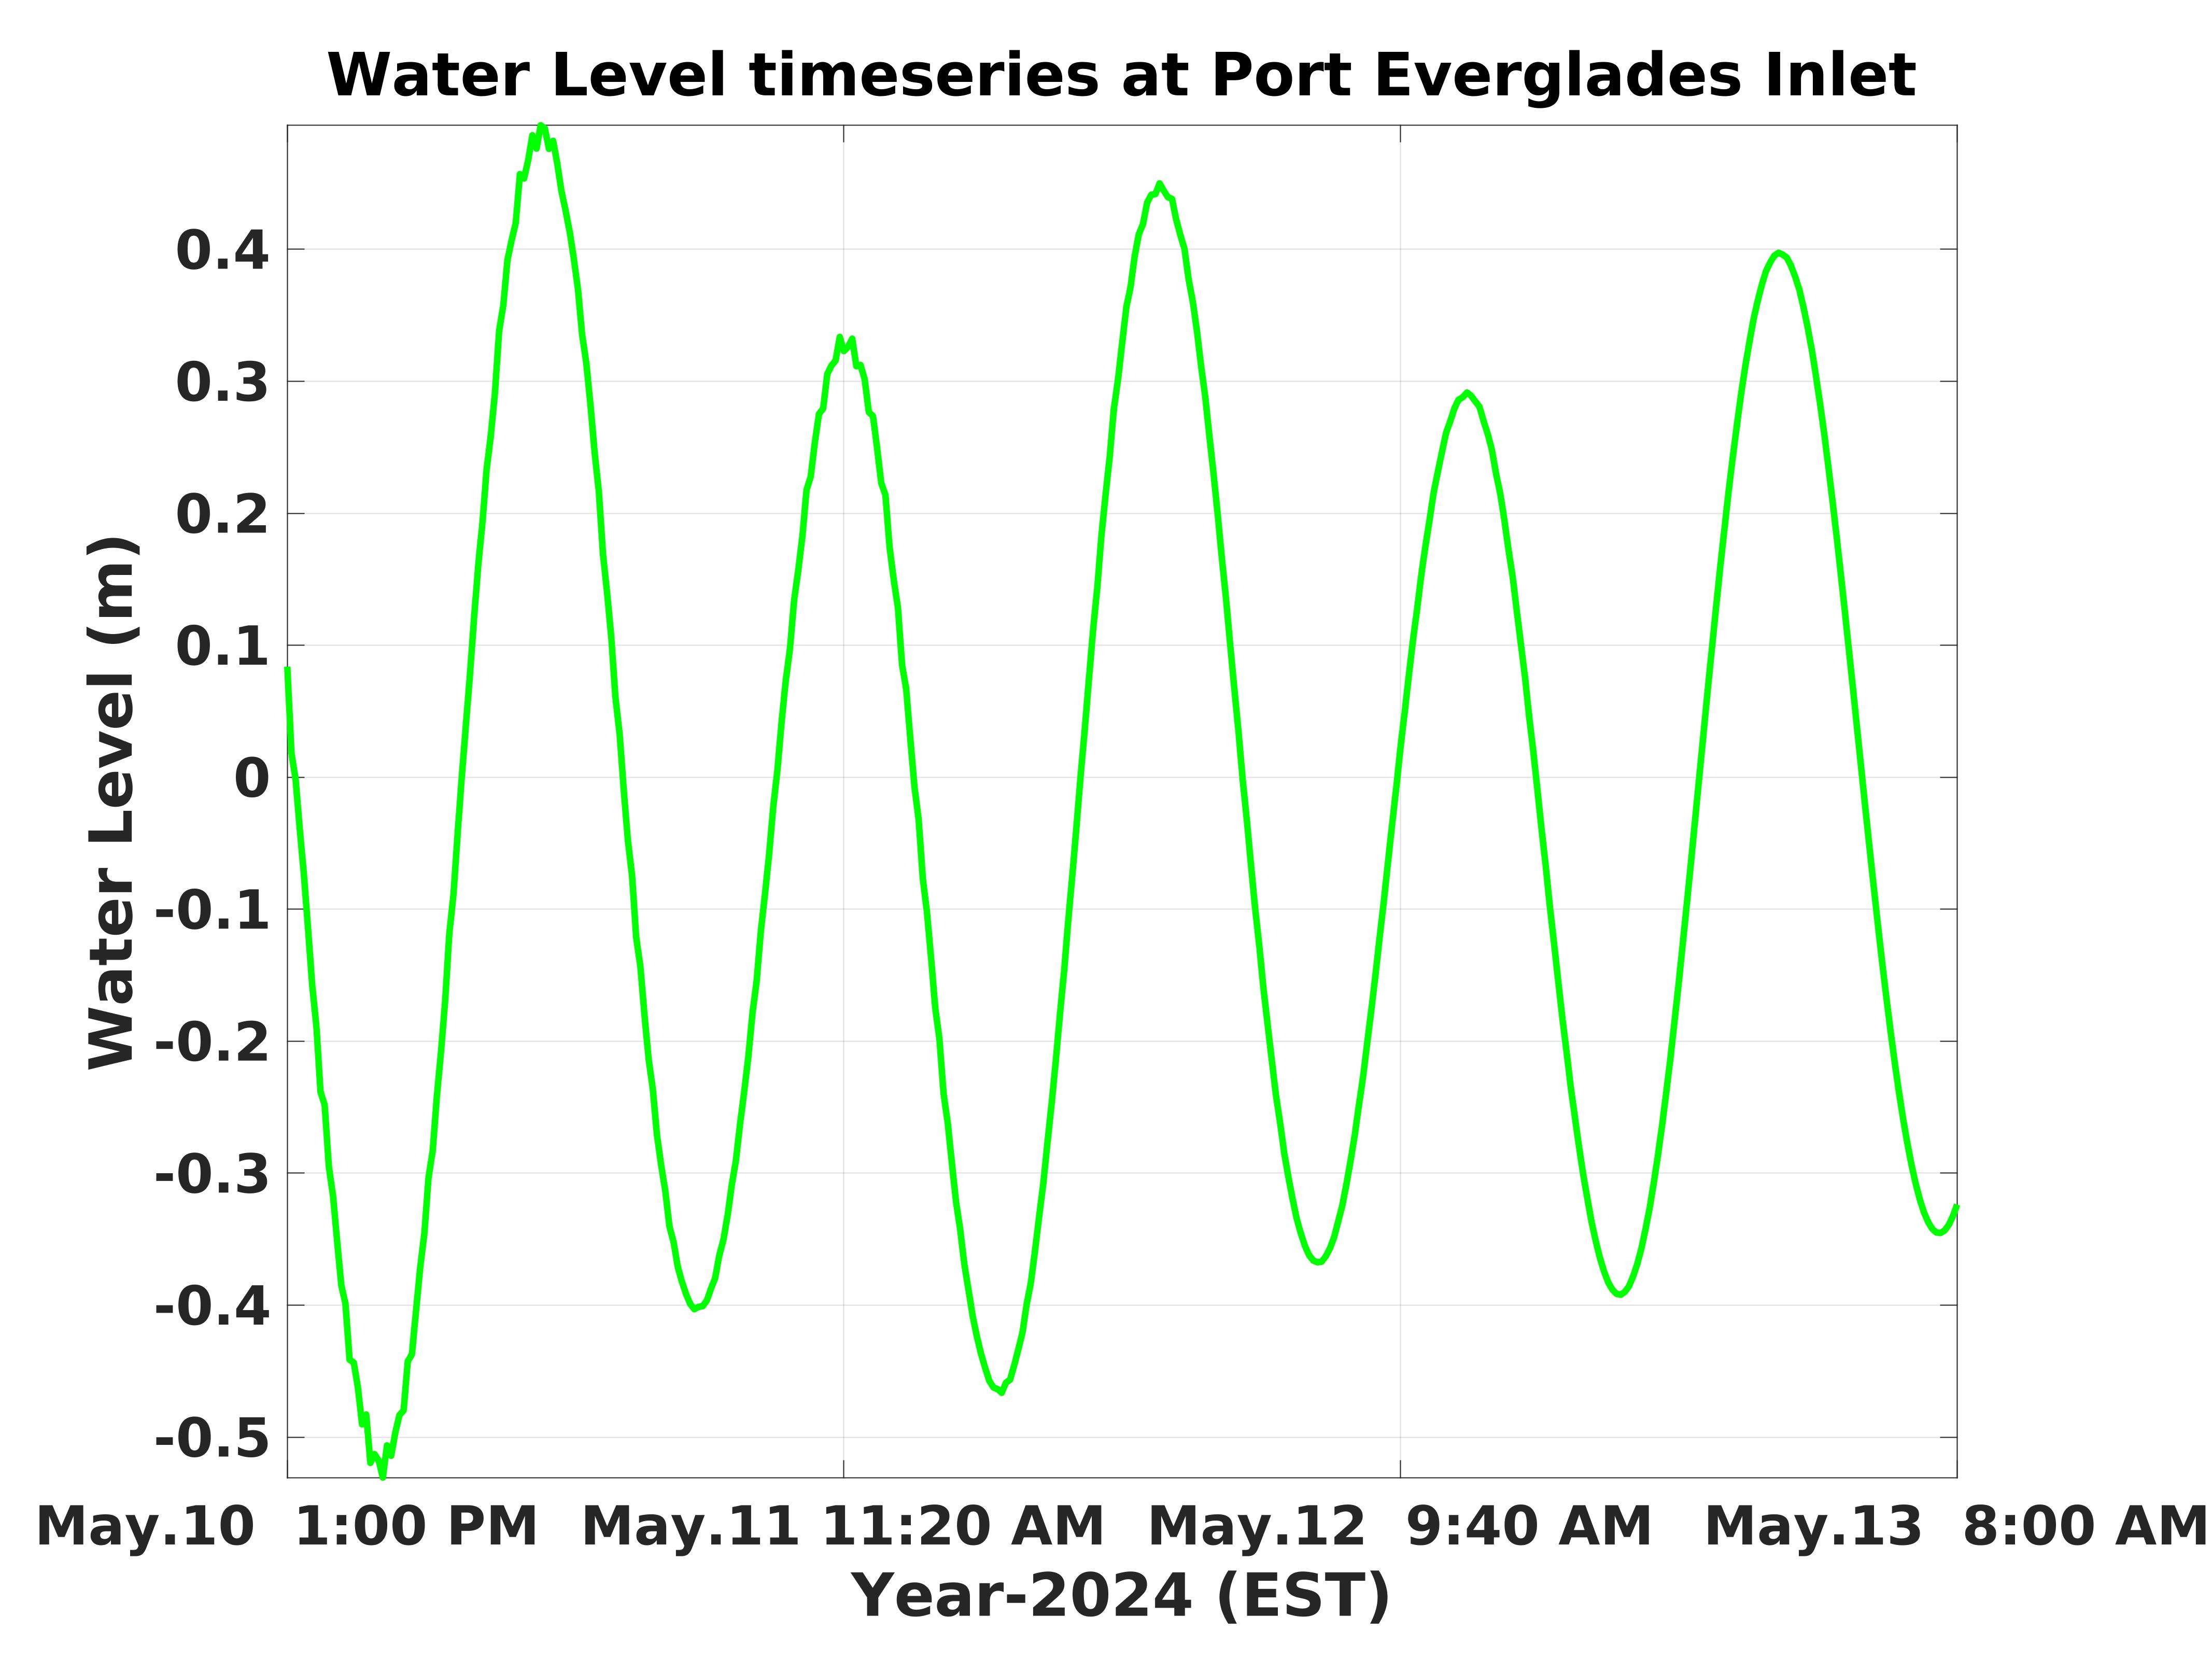 Water Level timeseries at Port Everglades Inlet
Water Level (m)
0.4
0.3
0.2
0.1
0
-0.1
-0.2
-0.3
-0.4
-0.5
May.10 1:00 PM May.11 11:20 AM May.12 9:40 AM May.13 8:00 AM
Year-2024 (EST)